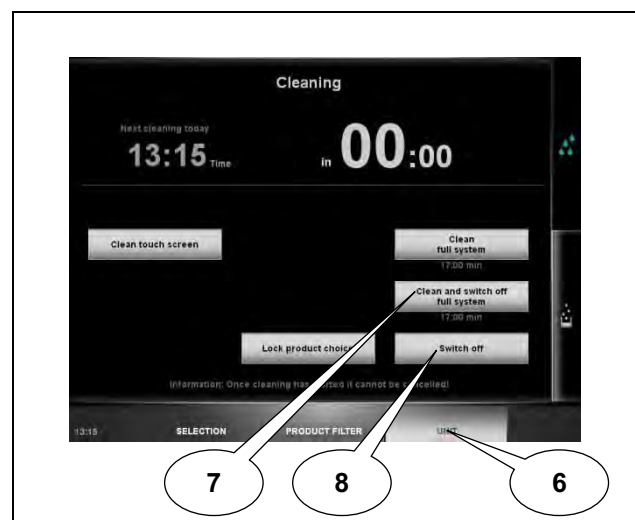 Cleaning
Next cleaning today
13:15 Time
in 00:00
Clean touch screen
Clean
full system
17:00 min
Clean and switch off
full system
17:00 min
Lock product choice
Switch off
Information: Once cleaning has started it cannot be cancelled!
13:15
SELECTION
PRODUCT FILTER
UNIT
7
8
6